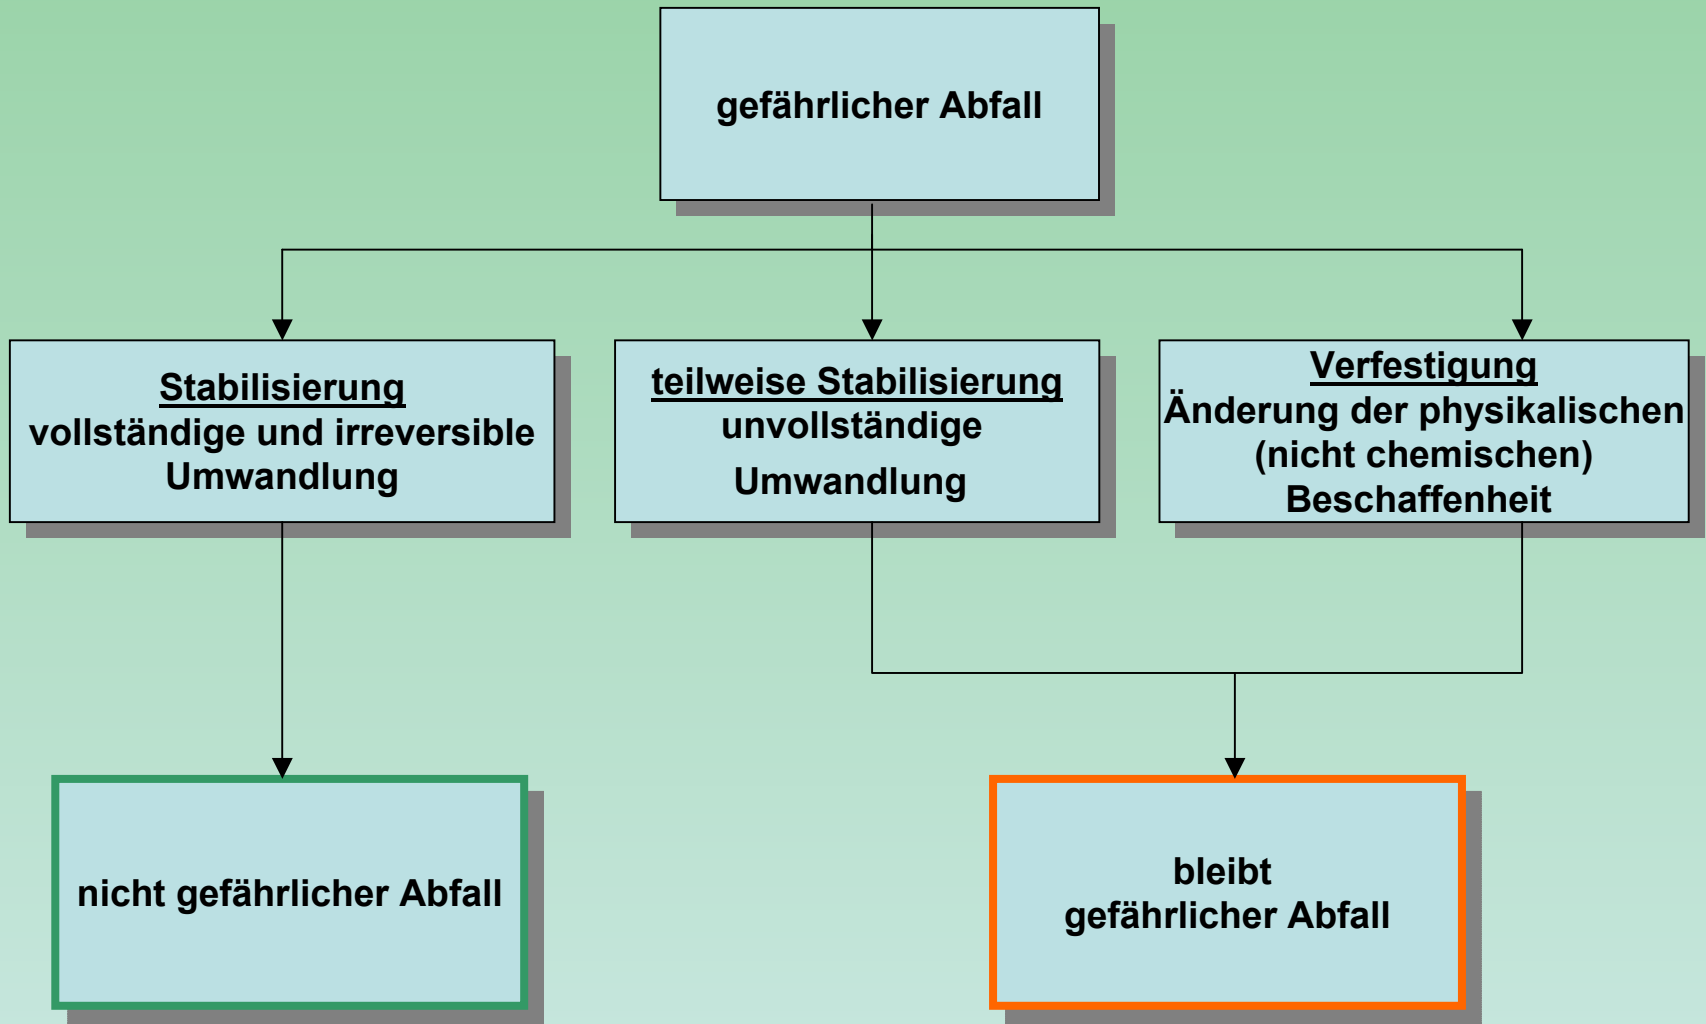 gefährlicher Abfall
Stabilisierung
vollständige und irreversible
Umwandlung
teilweise Stabilisierung
unvollständige
Umwandlung
Verfestigung
Änderung der physikalischen
(nicht chemischen)
Beschaffenheit
nicht gefährlicher Abfall
bleibt
gefährlicher Abfall